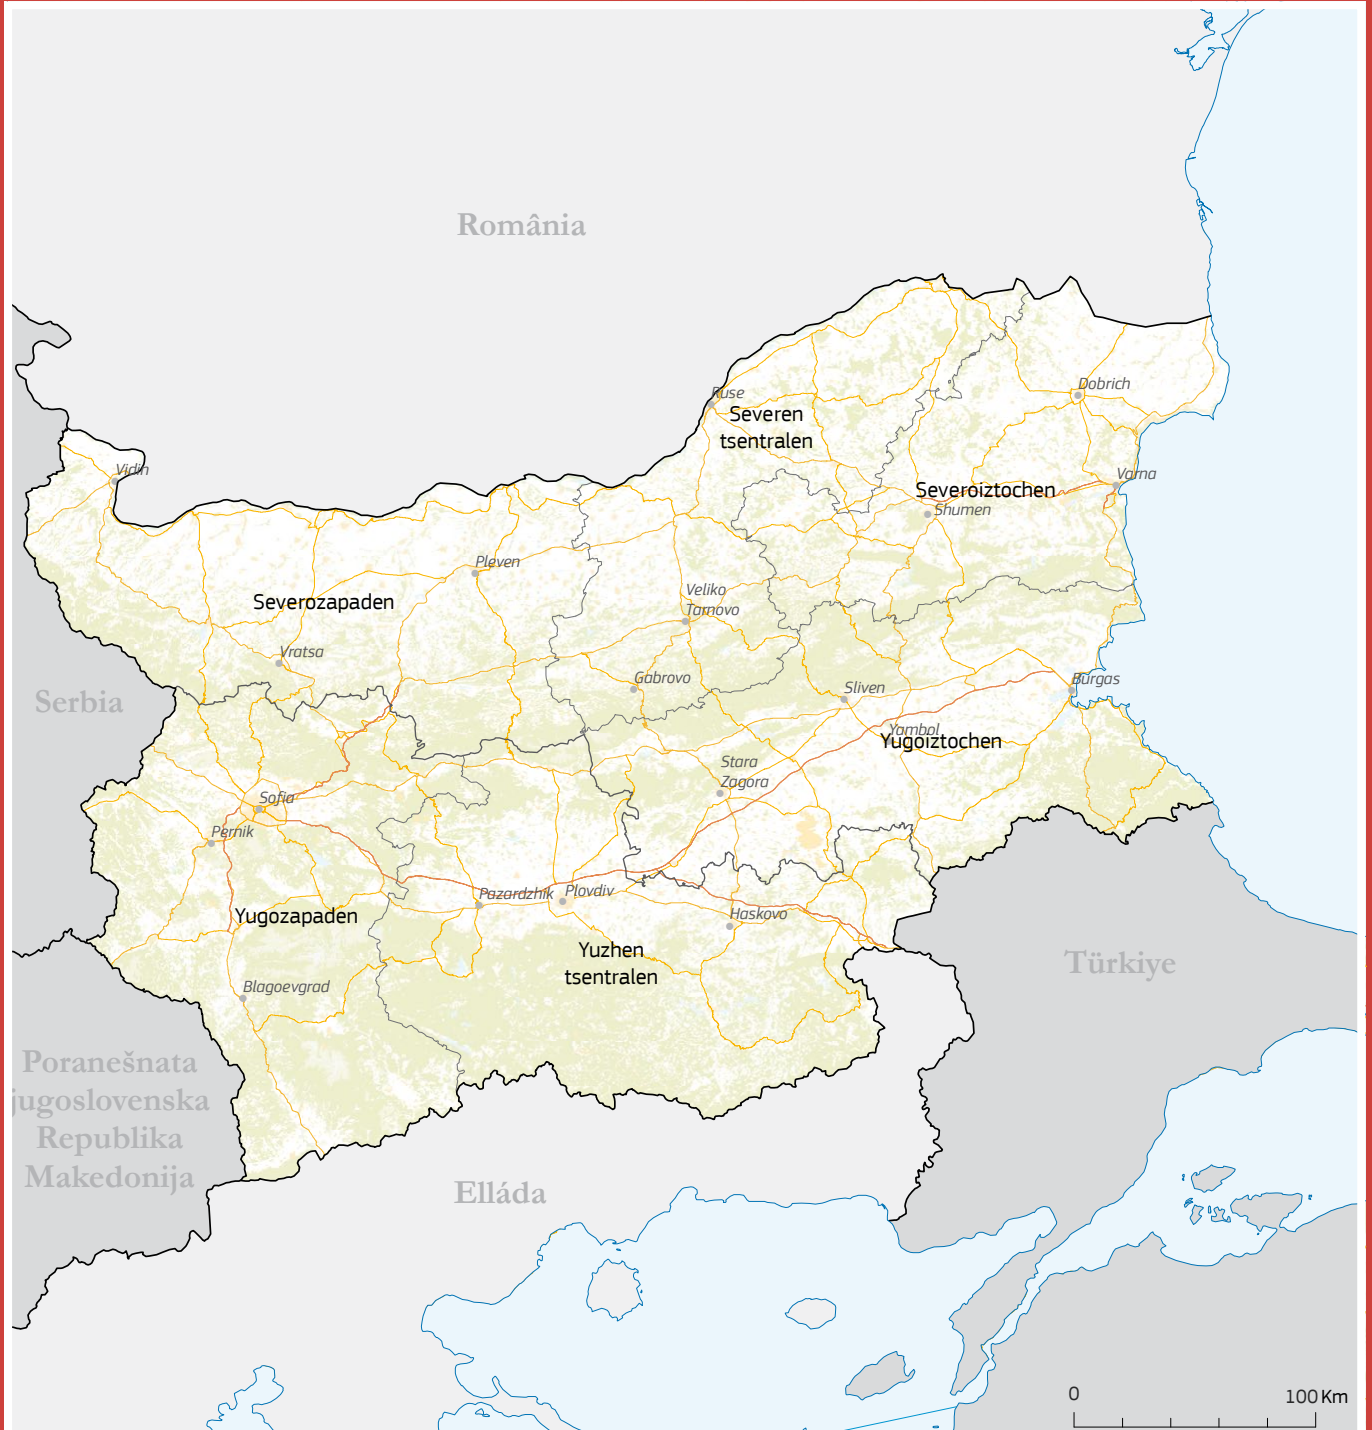 România
Ruse
Severen
tsentralen
Dobrich
Vidin
Varna
Severoiztochen
Shumen
Pleven
Severozapaden
Veliko
Tarnovo
Vratsa
Gabrovo
Sliven
Burgas
Serbia
Yambol
Yugoiztochen
Stara
Zagora
Sofia
Pernik
Pazardzhik
Plovdiv
Haskovo
Yugozapaden
Yuzhen
tsentralen
Türkiye
Blagoevgrad
Poranešnata
jugoslovenska
Republika
Makedonija
Elláda
0
100 Km